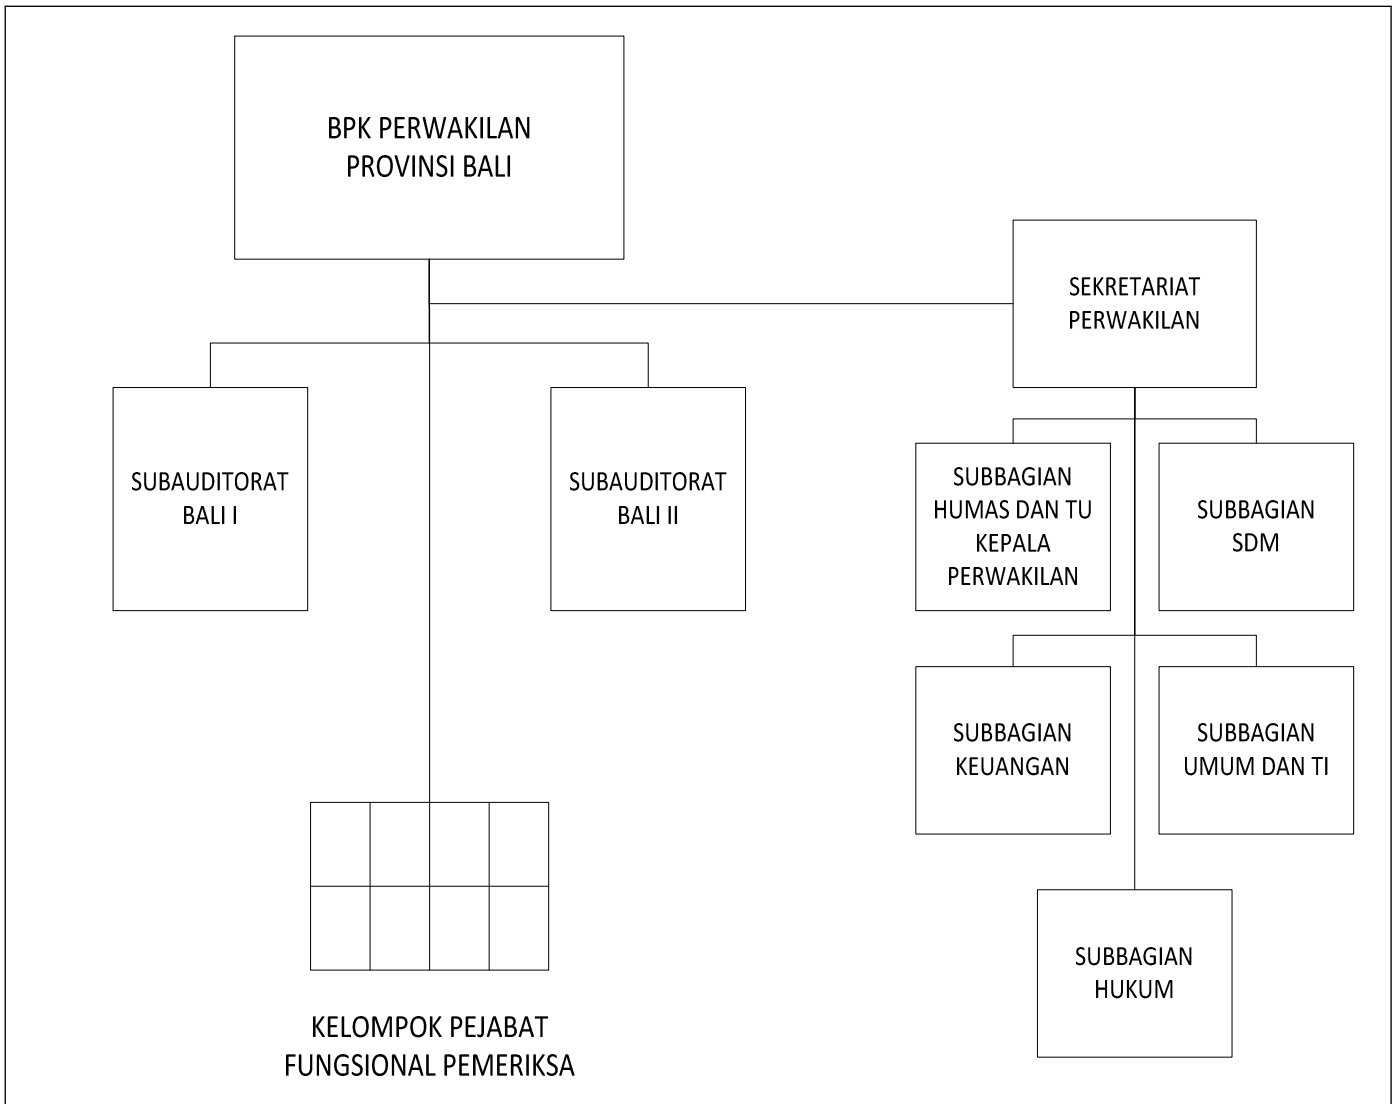 BPK PERWAKILAN
PROVINSI BALI
SEKRETARIAT
PERWAKILAN
SUBAUDITORAT
BALI I
SUBAUDITORAT
BALI II
SUBBAGIAN
HUMAS DAN TU
KEPALA
PERWAKILAN
SUBBAGIAN
SDM
SUBBAGIAN
KEUANGAN
SUBBAGIAN
UMUM DAN TI
SUBBAGIAN
HUKUM
KELOMPOK PEJABAT
FUNGSIONAL PEMERIKSA